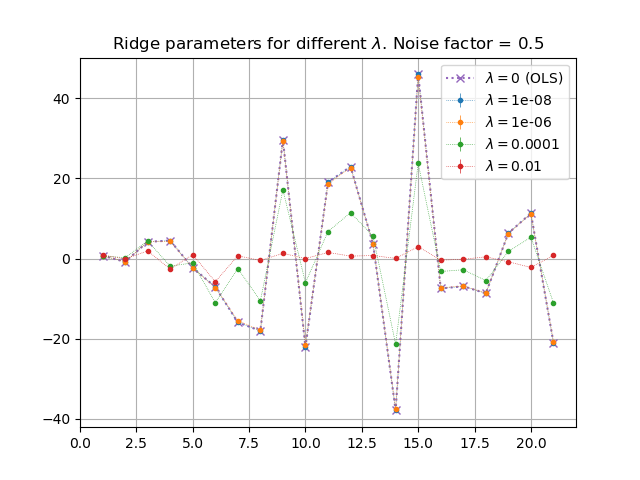 Ridge parameters for different λ. Noise factor = 0.5
λ = 0 (OLS)
λ = 1e-08
λ = 1e-06
λ = 0.0001
λ = 0.01
40
20
0
−20
−40
0.0 2.5 5.0 7.5 10.0 12.5 15.0 17.5 20.0